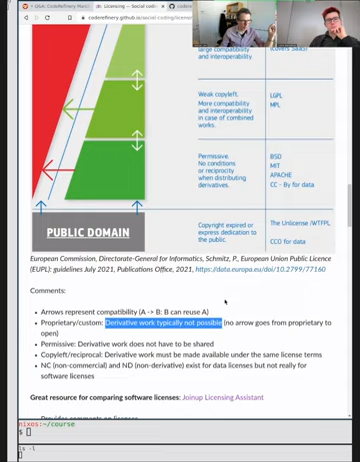 CodeRefinery
Licensing — Social codi
coderefinery.github.io/social-coding/licensin
large compatibility
and interoperability
(covers SaaS)
Weak copyleft.
More compatibility
and interoperability
in case of combined
works.
LGPL
MPL
Permissive.
No conditions
or reciprocity
when distributing
derivatives.
BSD
MIT
APACHE
CC - By for data
PUBLIC DOMAIN
Copyright expired or
express dedication to
the public.
The Unlicense /WTFPL
CC0 for data
European Commission, Directorate-General for Informatics, Schmitz, P., European Union Public Licence
(EUPL): guidelines July 2021, Publications Office, 2021, https://data.europa.eu/doi/10.2799/77160
Comments:
• Arrows represent compatibility (A -> B: B can reuse A)
• Proprietary/custom: Derivative work typically not possible (no arrow goes from proprietary to
open)
• Permissive: Derivative work does not have to be shared
• Copyleft/reciprocal: Derivative work must be made available under the same license terms
• NC (non-commercial) and ND (non-derivative) exist for data licenses but not really for
software licenses
Great resource for comparing software licenses: Joinup Licensing Assistant
• Provides comments on licenses
nixos:~/course
$
ls -l